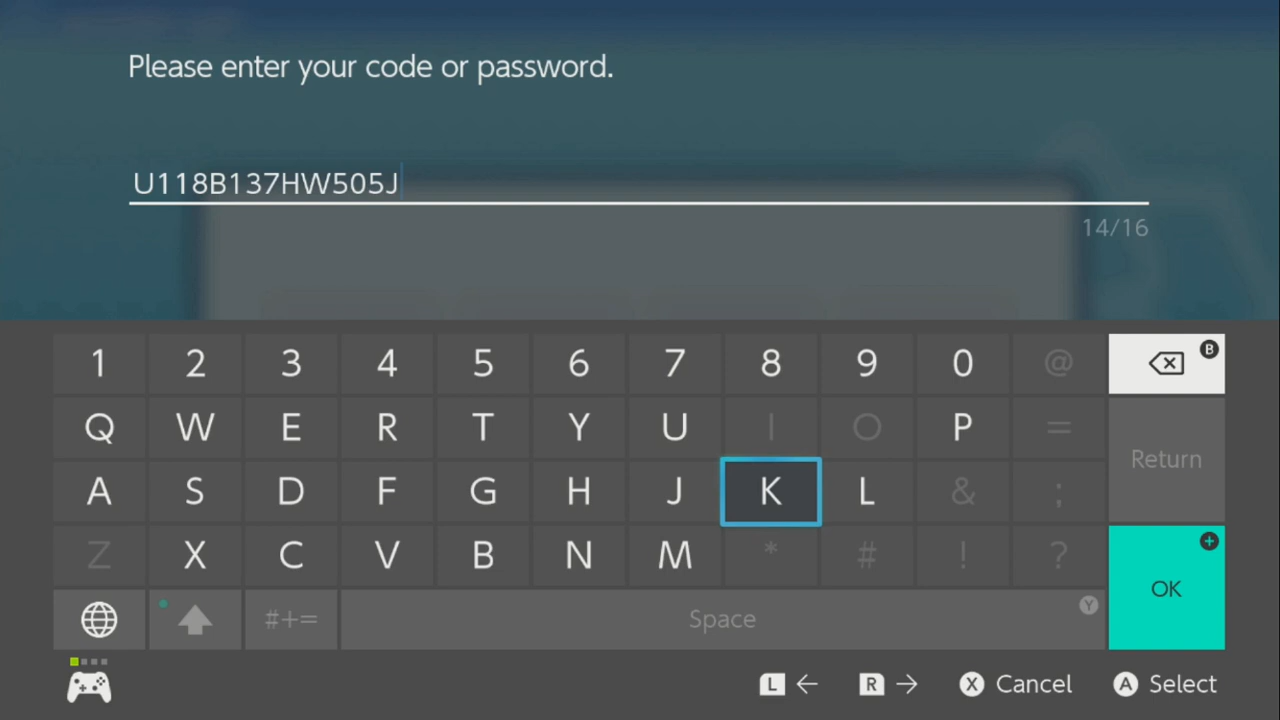 Please enter your code or password.
U118B137HW505J
14/16
1 2 3 4 5 6 7 8 9 0 @ B
Q W E R T Y U I O P =
Return
A S D F G H J K L & ;
Z X C V B N M * # ! ? +
OK
#+= Space Y
L ← R → X Cancel A Select